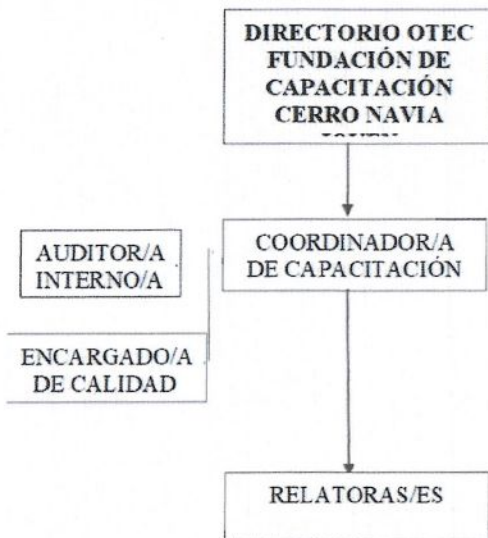 DIRECTORIO OTEC
FUNDACIÓN DE
CAPACITACIÓN
CERRO NAVIA
AUDITOR/A
INTERNO/A
COORDINADOR/A
DE CAPACITACIÓN
ENCARGADO/A
DE CALIDAD
RELATORAS/ES